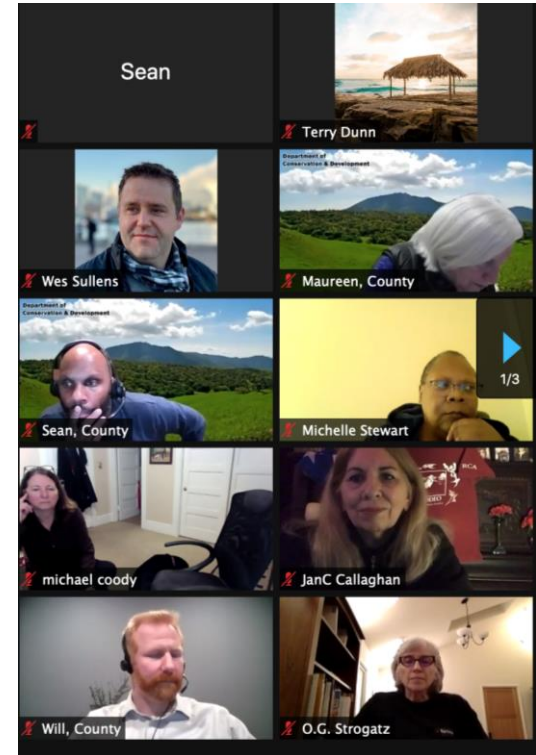 Sean
Terry Dunn
Wes Sullens
Department of
Conservation & Development
Maureen, County
Department of
Conservation & Development
Sean, County
1/3
Michelle Stewart
michael coody
RCA
JanC Callaghan
Will, County
O.G. Strogatz